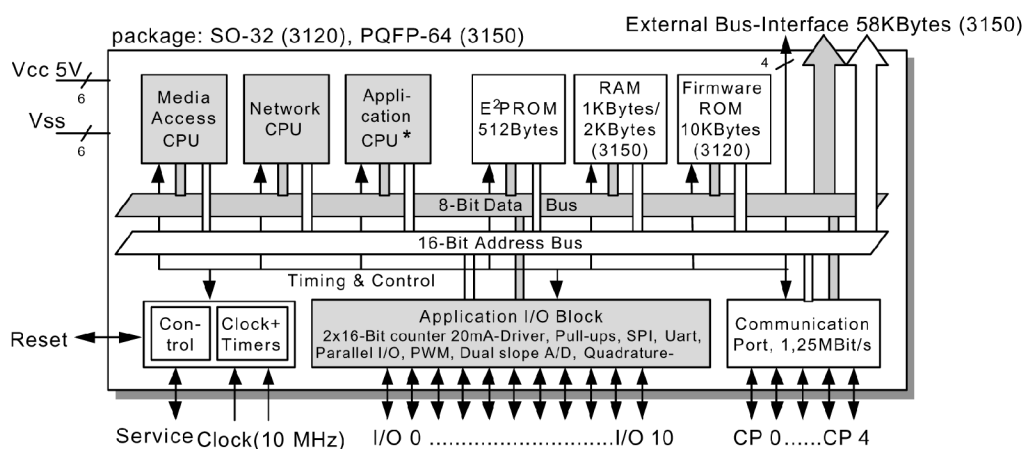 External Bus-Interface 58KBytes (3150)
package: SO-32 (3120), PQFP-64 (3150)
4
Vcc 5V
6
Vss
6
Media
Access
CPU
Network
CPU
Appli-
cation
CPU *
E²PROM
512Bytes
RAM
1KBytes/
2KBytes
(3150)
Firmware
ROM
10KBytes
(3120)
8-Bit Data Bus
16-Bit Address Bus
Timing & Control
Reset
Con-
trol
Clock+
Timers
Application I/O Block
2x16-Bit counter 20mA-Driver, Pull-ups, SPI, Uart,
Parallel I/O, PWM, Dual slope A/D, Quadrature-
Communication
Port, 1,25MBit/s
Service Clock(10 MHz) I/O 0 ............................I/O 10 CP 0......CP 4